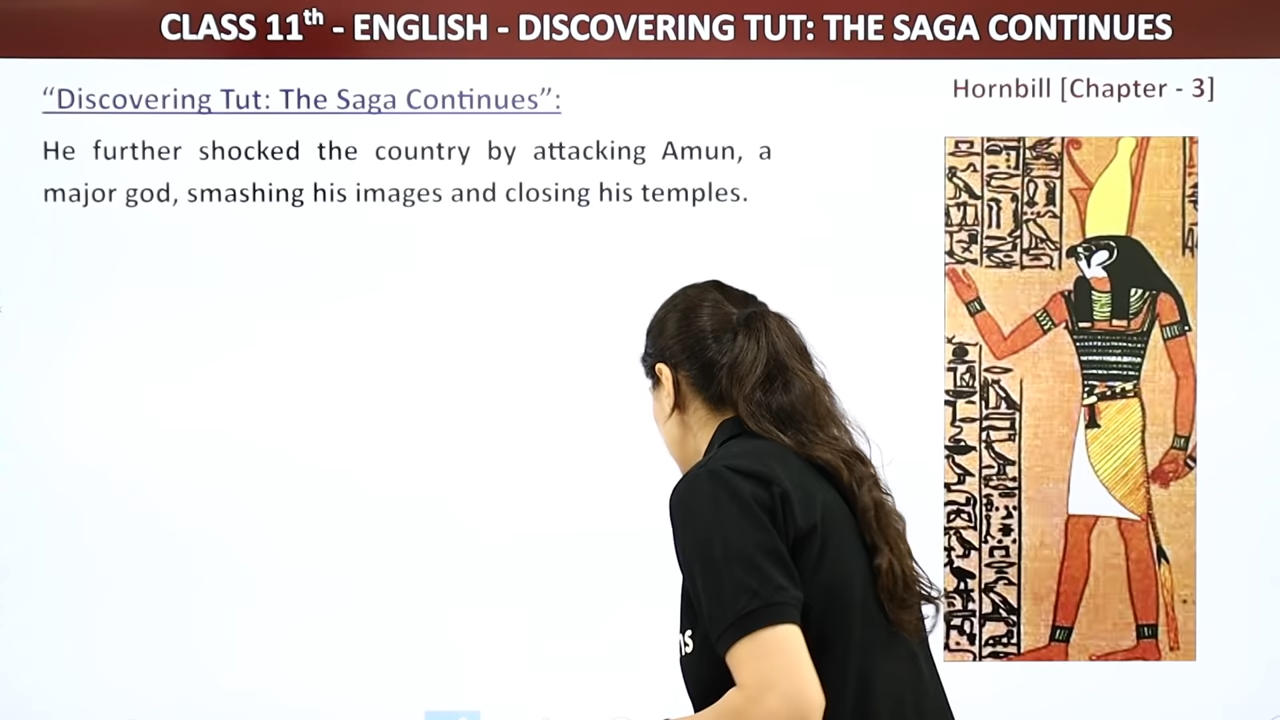 CLASS 11th - ENGLISH - DISCOVERING TUT: THE SAGA CONTINUES
Hornbill [Chapter - 3]
“Discovering Tut: The Saga Continues”:
He further shocked the country by attacking Amun, a
major god, smashing his images and closing his temples.